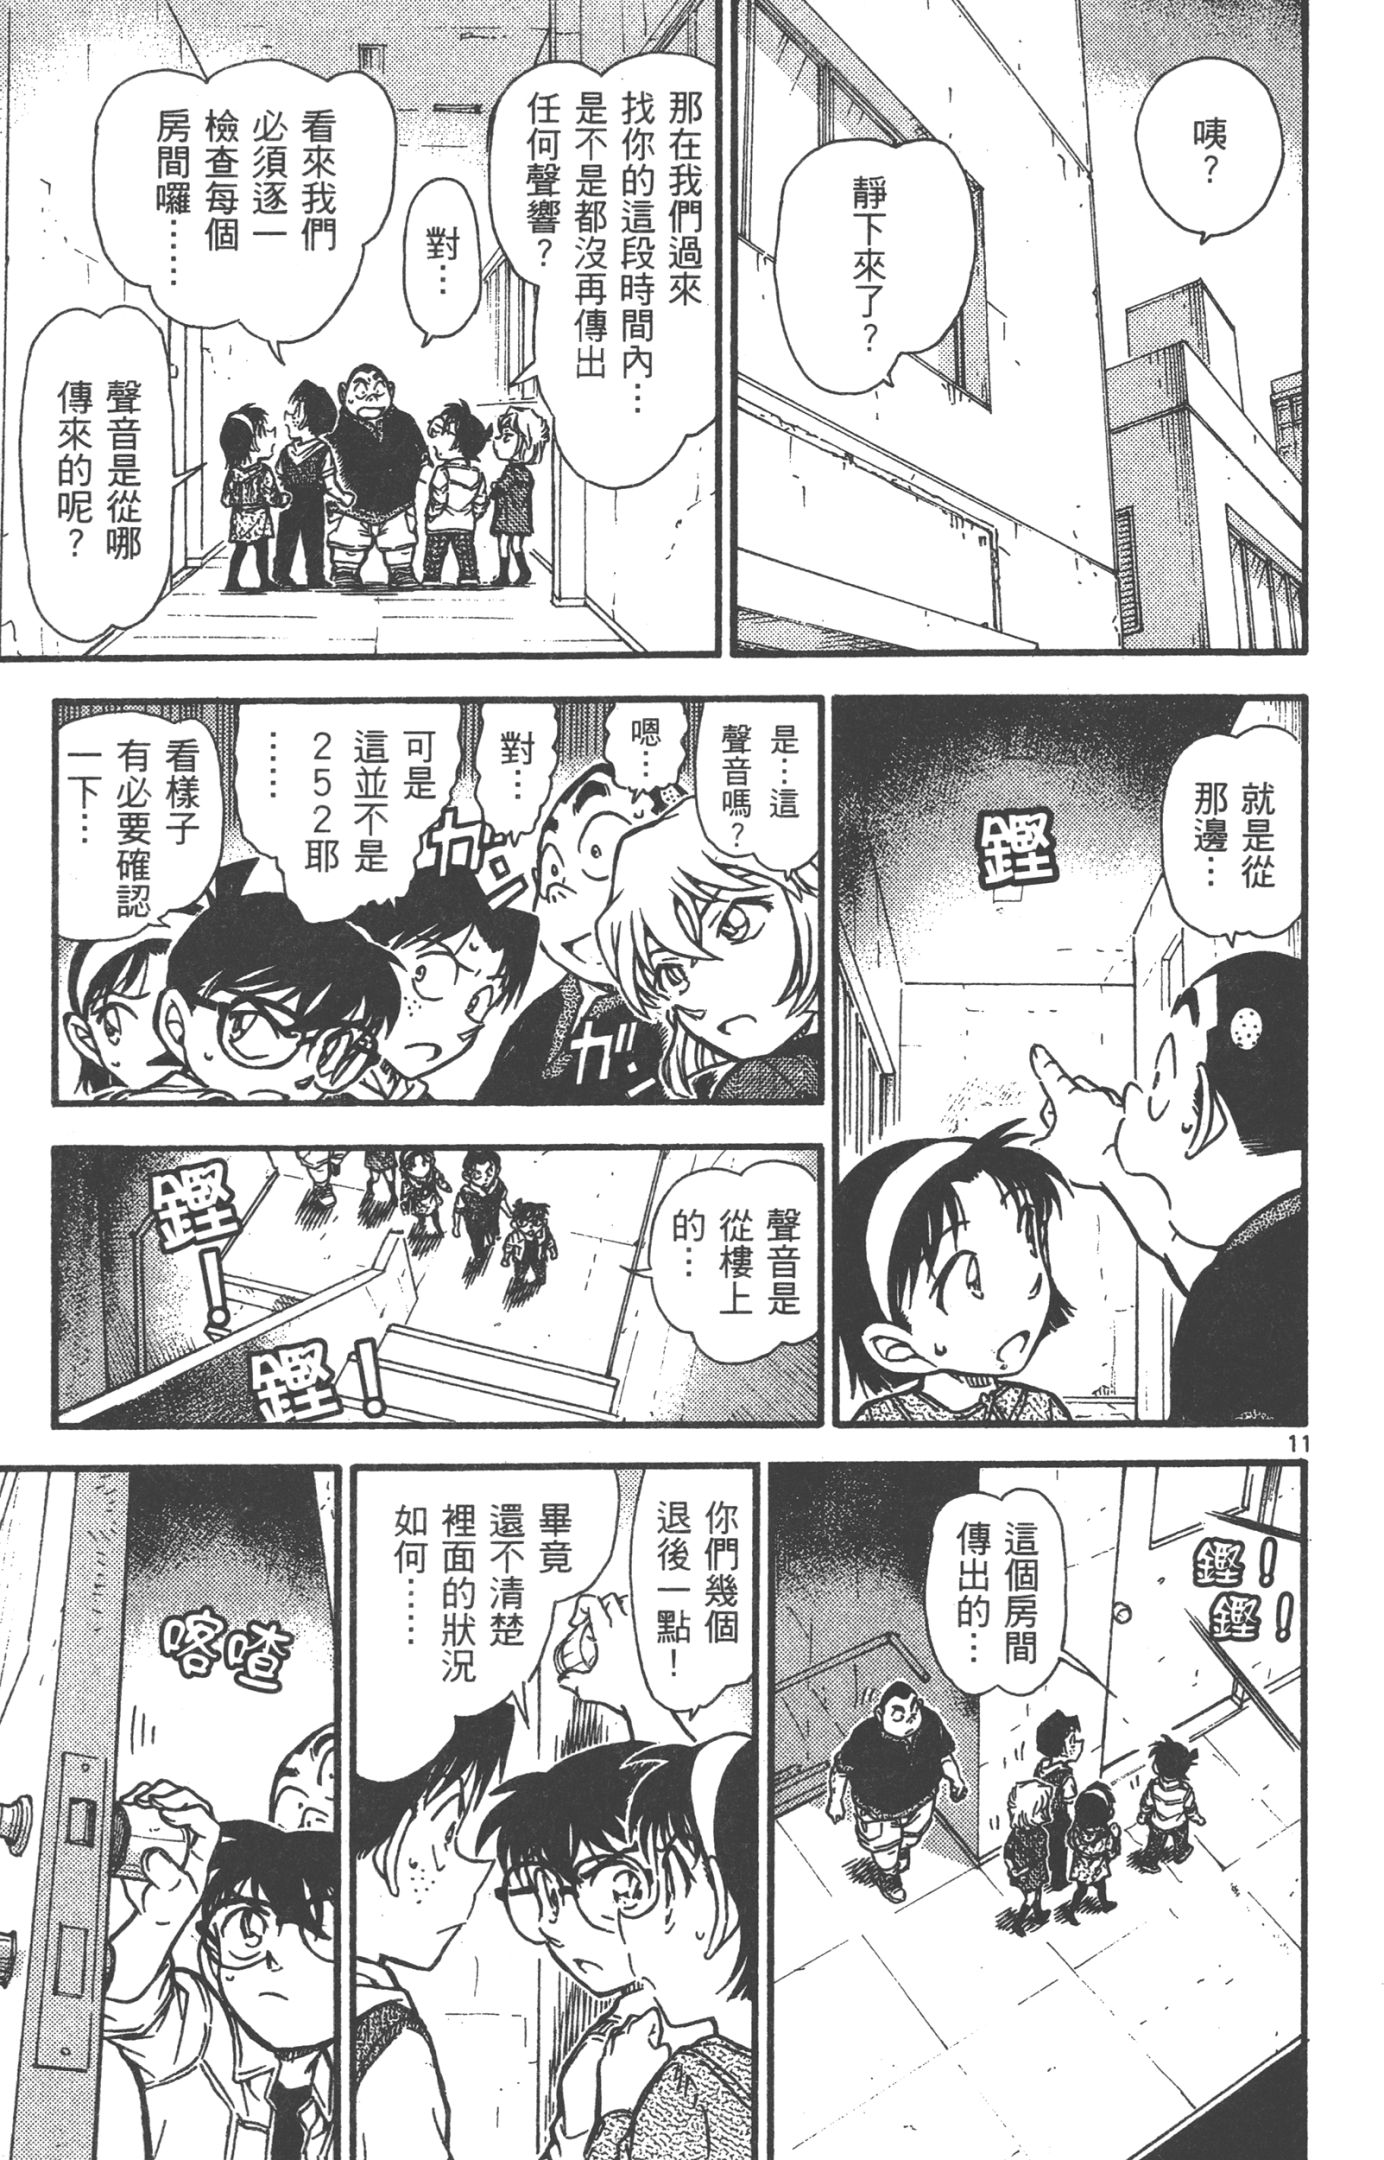 咦？
靜下來了？
那在我們過來
找你的這段時間內…
是不是都沒再傳出
任何聲響？
對…
看來我們
必須逐一
檢查每個
房間囉……
聲音是從哪
傳來的呢？
就是從
那邊…
鏗
是…這
聲音嗎？
嗯…
對…
可是
這並不是
252耶
……
看樣子
有必要確認
一下…
ガン
ガン
聲音是
從樓上
的…
鏗！
鏗！
11
這個房間
傳出的…
鏗！
鏗！
你們幾個
退後一點！
畢竟
還不清楚
裡面的狀況
如何……
喀喳